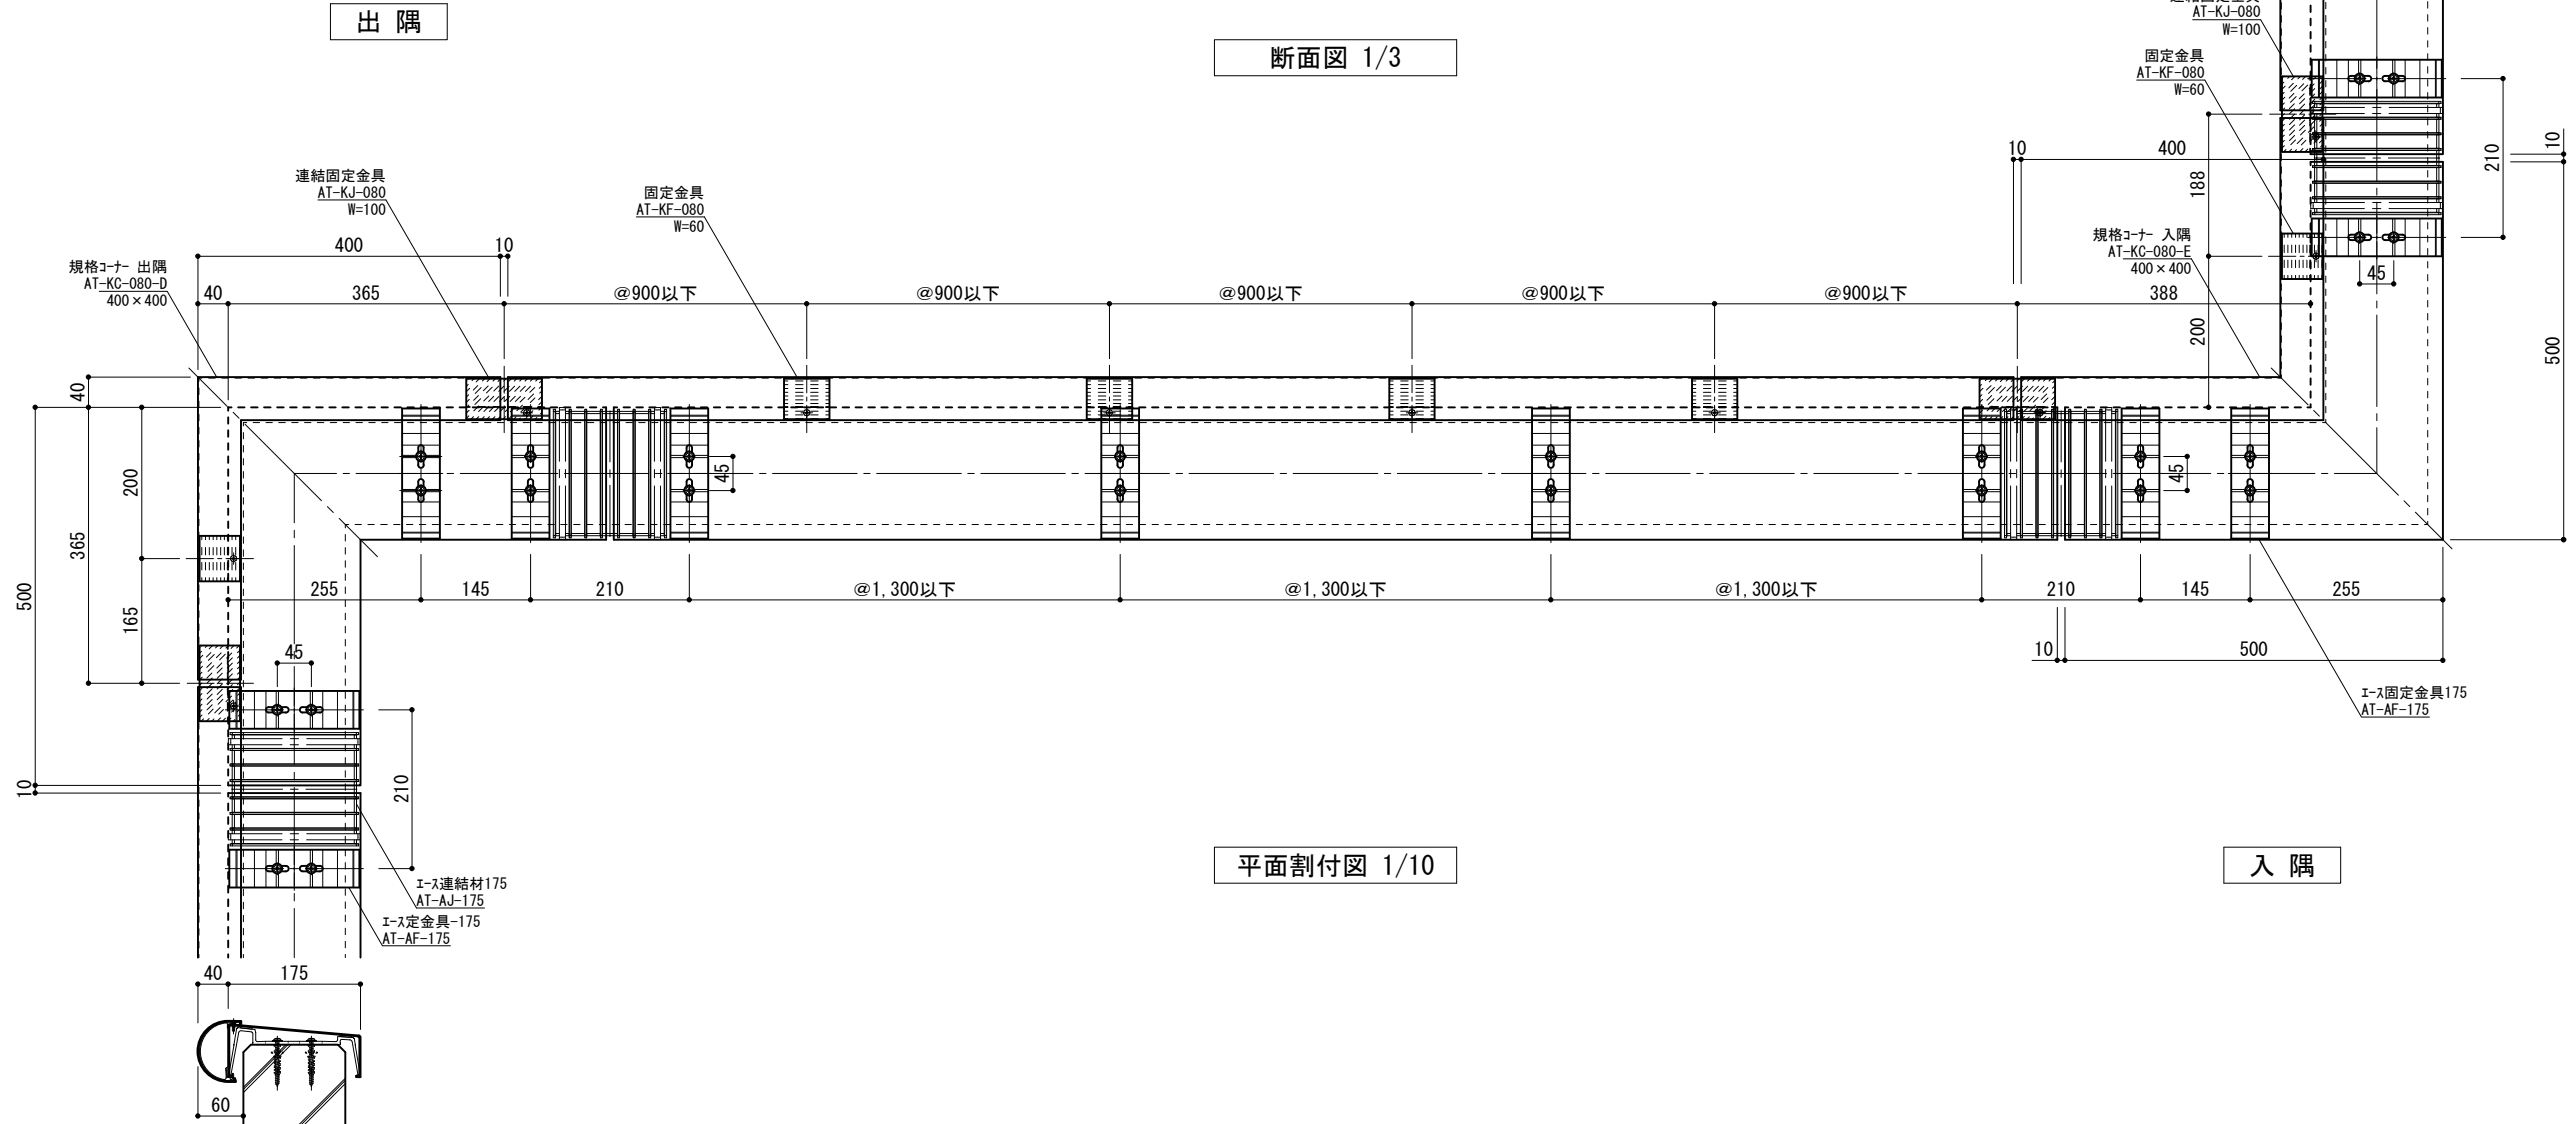 出 隅
断面図 1/3
AT-KJ-080
W=100
固定金具
AT-KF-080
W=60
10
400
188
200
210
10
500
45
規格ｺｰﾅｰ 入隅
AT-KC-080-E
400×400
連結固定金具
AT-KJ-080
W=100
固定金具
AT-KF-080
W=60
規格ｺｰﾅｰ 出隅
AT-KC-080-D
400×400
400
10
40
365
@900以下
@900以下
@900以下
@900以下
@900以下
388
40
200
365
165
500
10
45
45
255
145
210
@1,300以下
@1,300以下
@1,300以下
210
145
255
10
500
45
210
ｴｰｽ固定金具175
AT-AF-175
ｴｰｽ連結材175
AT-AJ-175
ｴｰｽ定金具-175
AT-AF-175
平面割付図 1/10
入 隅
40
175
60